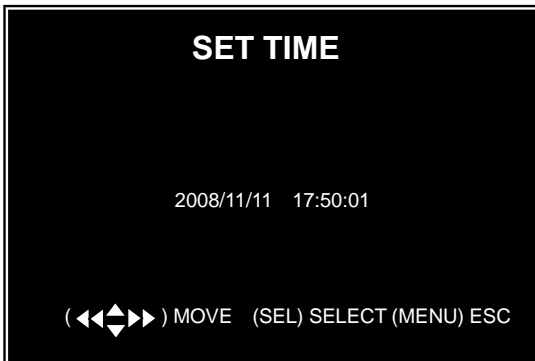 SET TIME
2008/11/11 17:50:01
( ◀◀▲▼▶▶ ) MOVE (SEL) SELECT (MENU) ESC